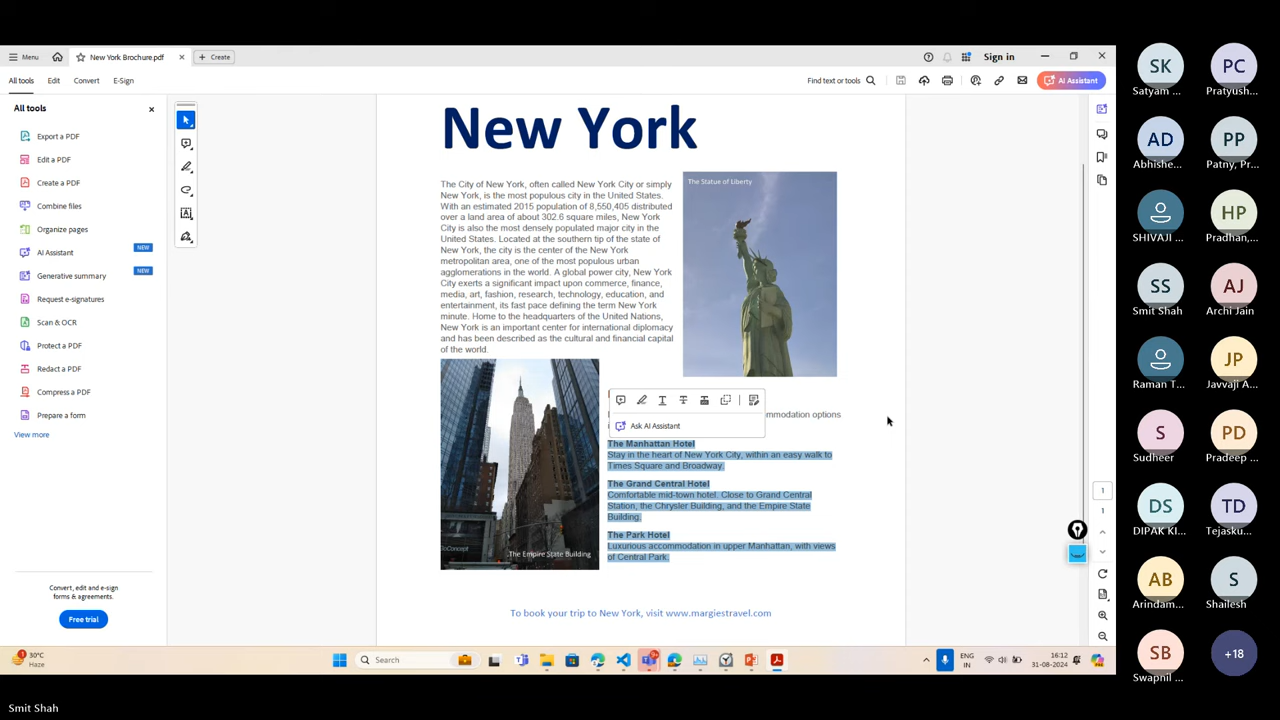 Menu
New York Brochure.pdf
Create
Sign in
All tools
Edit
Convert
E-Sign
Find text or tools
AI Assistant
All tools
Export a PDF
Edit a PDF
Create a PDF
Combine files
Organize pages
AI Assistant
NEW
Generative summary
NEW
Request e-signatures
Scan & OCR
Protect a PDF
Redact a PDF
Compress a PDF
Prepare a form
View more
Convert, edit and e-sign
forms & agreements.
Free trial
New York
The City of New York, often called New York City or simply
New York, is the most populous city in the United States.
With an estimated 2015 population of 8,550,405 distributed
over a land area of about 302.6 square miles, New York
City is also the most densely populated major city in the
United States. Located at the southern tip of the state of
New York, the city is the center of the New York
metropolitan area, one of the most populous urban
agglomerations in the world. A global power city, New York
City exerts a significant impact upon commerce, finance,
media, art, fashion, research, technology, education, and
entertainment, its fast pace defining the term New York
minute. Home to the headquarters of the United Nations,
New York is an important center for international diplomacy
and has been described as the cultural and financial capital
of the world.
The Statue of Liberty
mmodation options
Ask AI Assistant
The Manhattan Hotel
Stay in the heart of New York City, within an easy walk to
Times Square and Broadway.
The Grand Central Hotel
Comfortable mid-town hotel. Close to Grand Central
Station, the Chrysler Building, and the Empire State
Building.
The Park Hotel
Luxurious accommodation in upper Manhattan, with views
of Central Park.
The Empire State Building
To book your trip to New York, visit www.margiestravel.com
1
1
30°C
Haze
Search
ENG
IN
16:12
31-08-2024
SK
Satyam ...
PC
Pratyush...
AD
Abhishe...
PP
Patny, Pr...
SHIVAJI ...
HP
Pradhan,...
SS
Smit Shah
AJ
Archi Jain
Raman T...
JP
Javvaji A...
S
Sudheer
PD
Pradeep ...
DS
DIPAK KI...
TD
Tejasku...
AB
Arindam...
S
Shailesh
SB
Swapnil ...
+18
Smit Shah